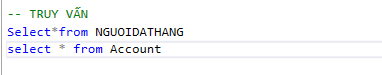 -- TRUY VẤN
Select*from NGUOIDATHANG
select * from Account